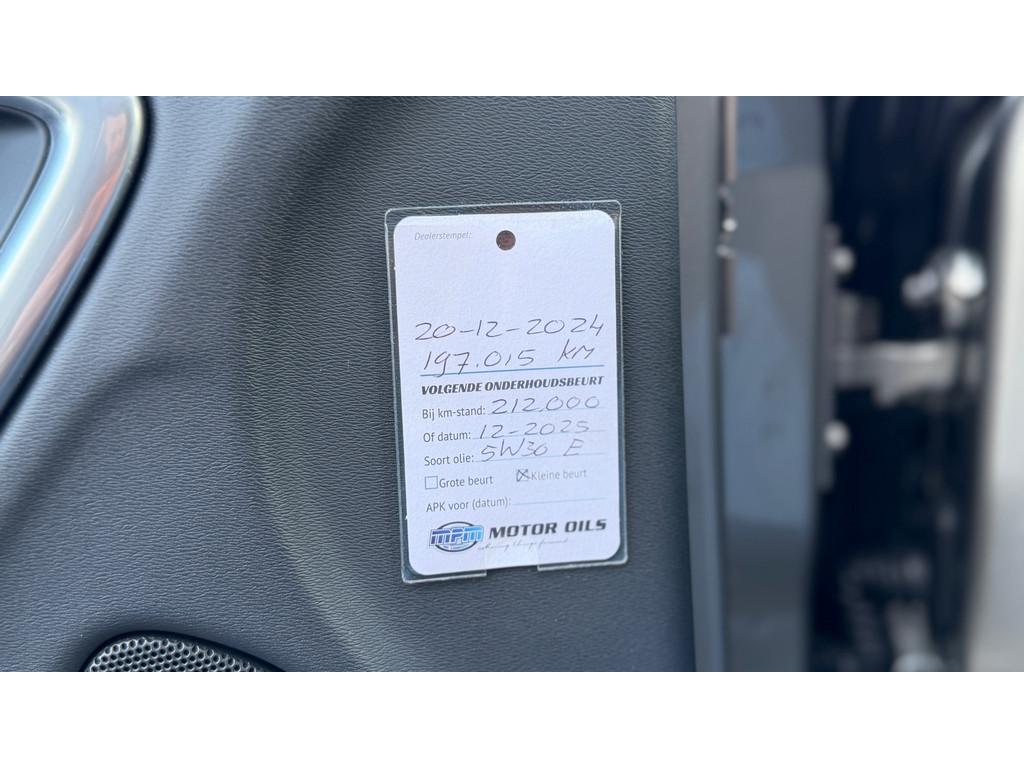 Dealerstempel:
20-12-2024
197.015 km
VOLGENDE ONDERHOUDSBEURT
Bij km-stand: 212.000
Of datum: 12-2025
Soort olie: 5W30 E
Grote beurt Kleine beurt
APK voor (datum):
MPM MOTOR OILS